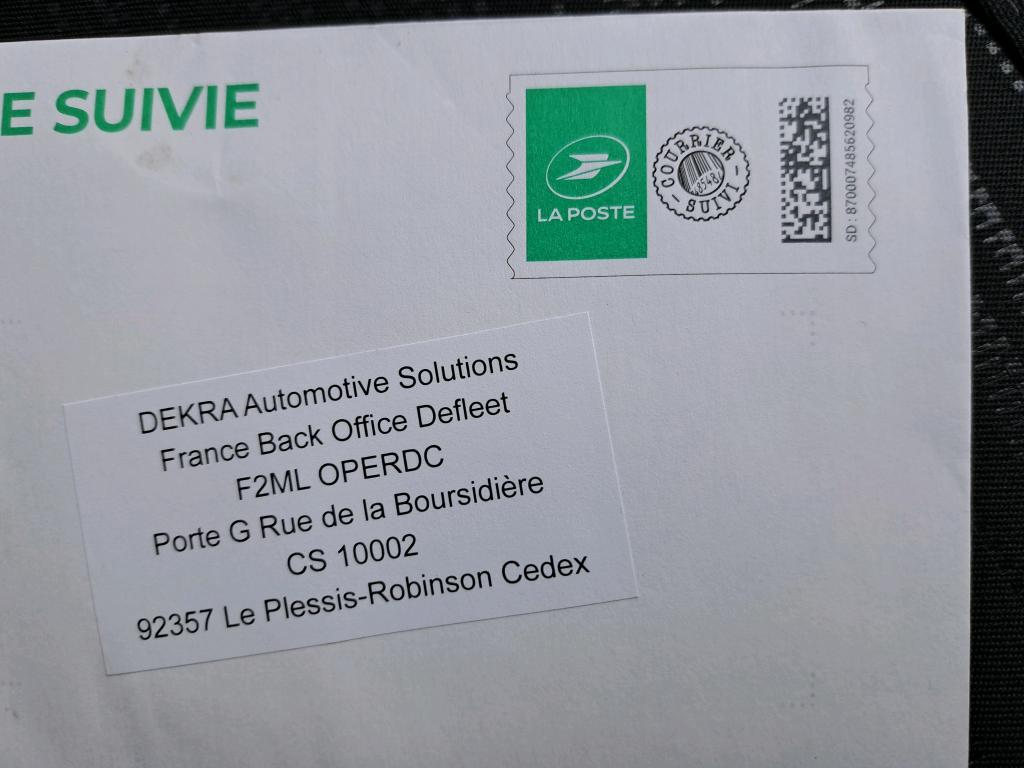 E SUIVIE
LA POSTE
COURRIER
8548
SUIVI
SD : 87000748562098​2
DEKRA Automotive Solutions
France Back Office Defleet
F2ML OPERDC
Porte G Rue de la Boursidière
CS 10002
92357 Le Plessis-Robinson Cedex